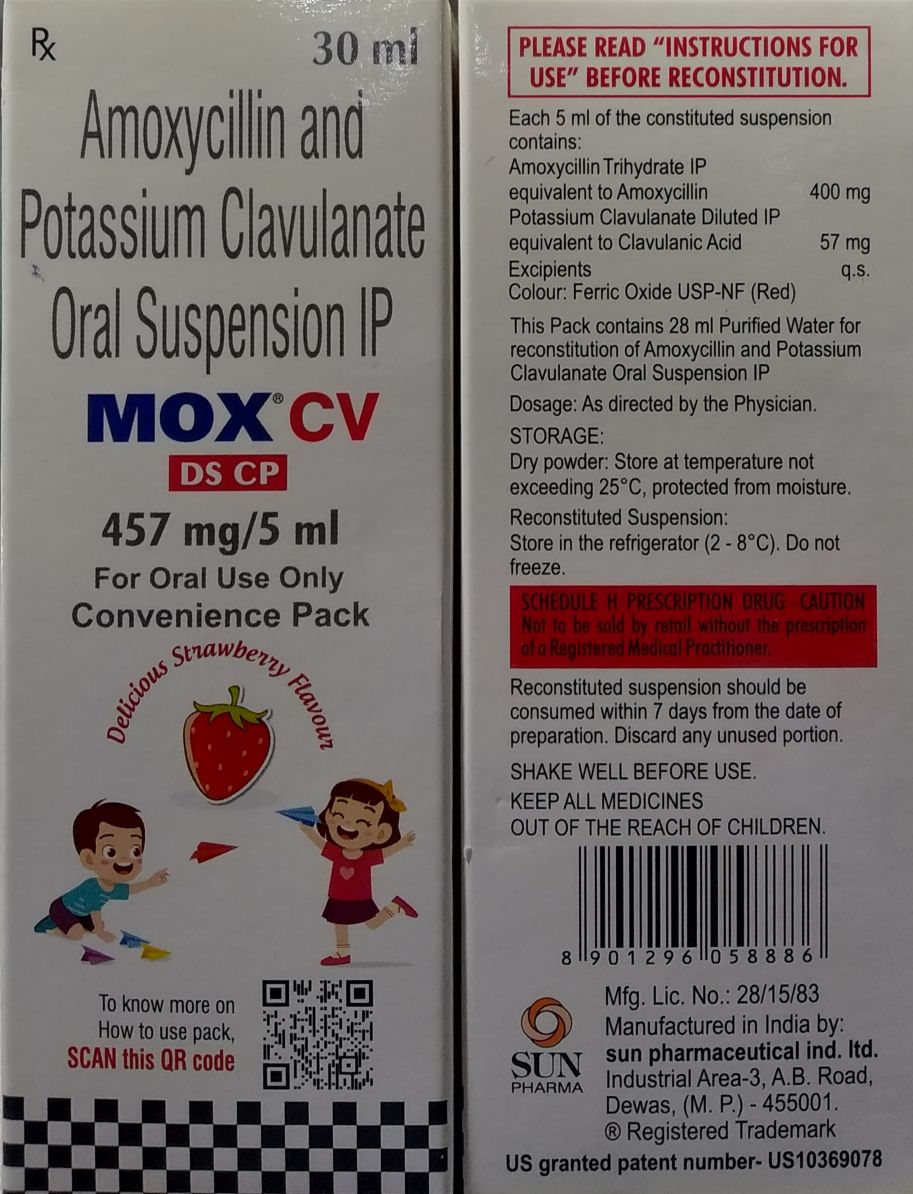 Rx
30 ml
Amoxycillin and
Potassium Clavulanate
Oral Suspension IP
MOX® CV
DS CP
457 mg/5 ml
For Oral Use Only
Convenience Pack
Delicious Strawberry Flavour
To know more on
How to use pack,
SCAN this QR code
PLEASE READ “INSTRUCTIONS FOR
USE” BEFORE RECONSTITUTION.
Each 5 ml of the constituted suspension
contains:
Amoxycillin Trihydrate IP
equivalent to Amoxycillin 400 mg
Potassium Clavulanate Diluted IP
equivalent to Clavulanic Acid 57 mg
Excipients q.s.
Colour: Ferric Oxide USP-NF (Red)
This Pack contains 28 ml Purified Water for
reconstitution of Amoxycillin and Potassium
Clavulanate Oral Suspension IP
Dosage: As directed by the Physician.
STORAGE:
Dry powder: Store at temperature not
exceeding 25°C, protected from moisture.
Reconstituted Suspension:
Store in the refrigerator (2 - 8°C). Do not
freeze.
SCHEDULE H PRESCRIPTION DRUG - CAUTION
Not to be sold by retail without the prescription
of a Registered Medical Practitioner.
Reconstituted suspension should be
consumed within 7 days from the date of
preparation. Discard any unused portion.
SHAKE WELL BEFORE USE.
KEEP ALL MEDICINES
OUT OF THE REACH OF CHILDREN.
8 901296 058886
Mfg. Lic. No.: 28/15/83
Manufactured in India by:
sun pharmaceutical ind. ltd.
Industrial Area-3, A.B. Road,
Dewas, (M. P.) - 455001.
® Registered Trademark
SUN
PHARMA
US granted patent number- US10369078